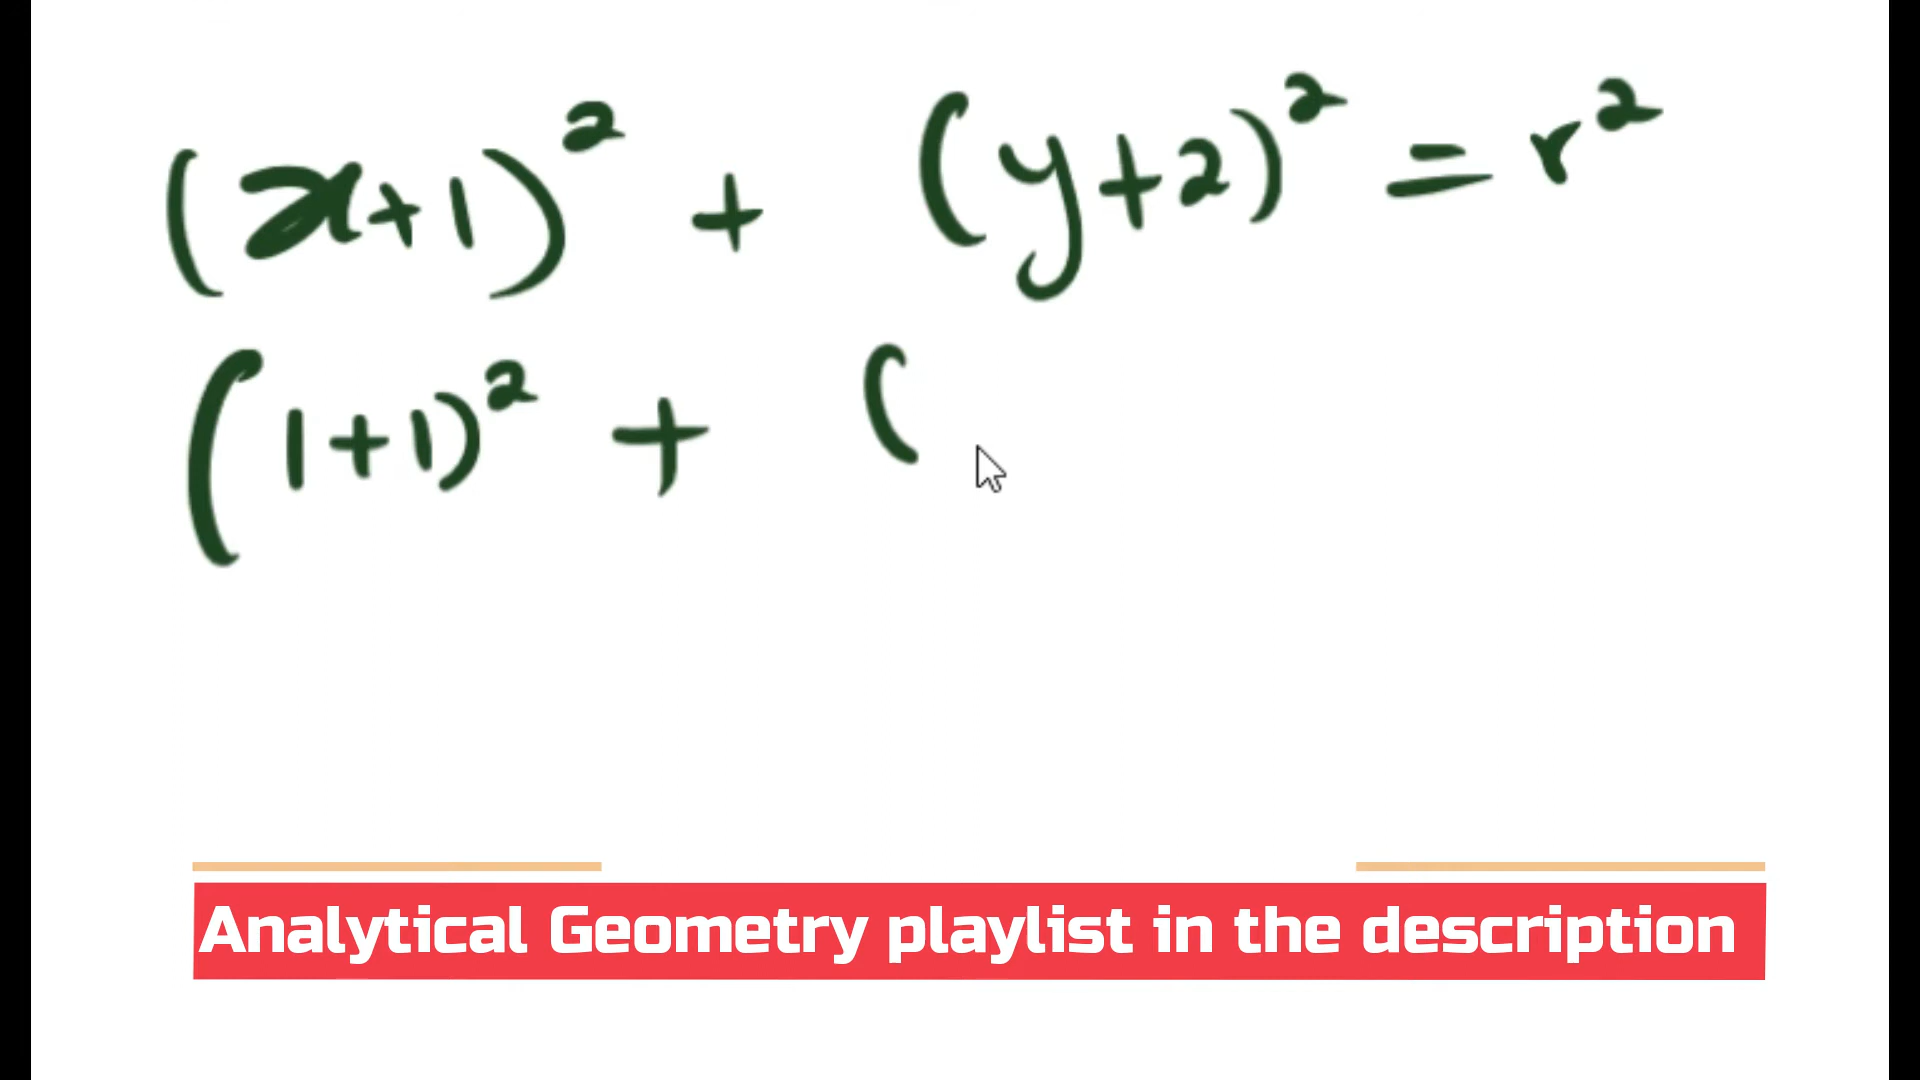 (x+1)² + (y+2)² = r²
(1+1)² + (
Analytical Geometry playlist in the description